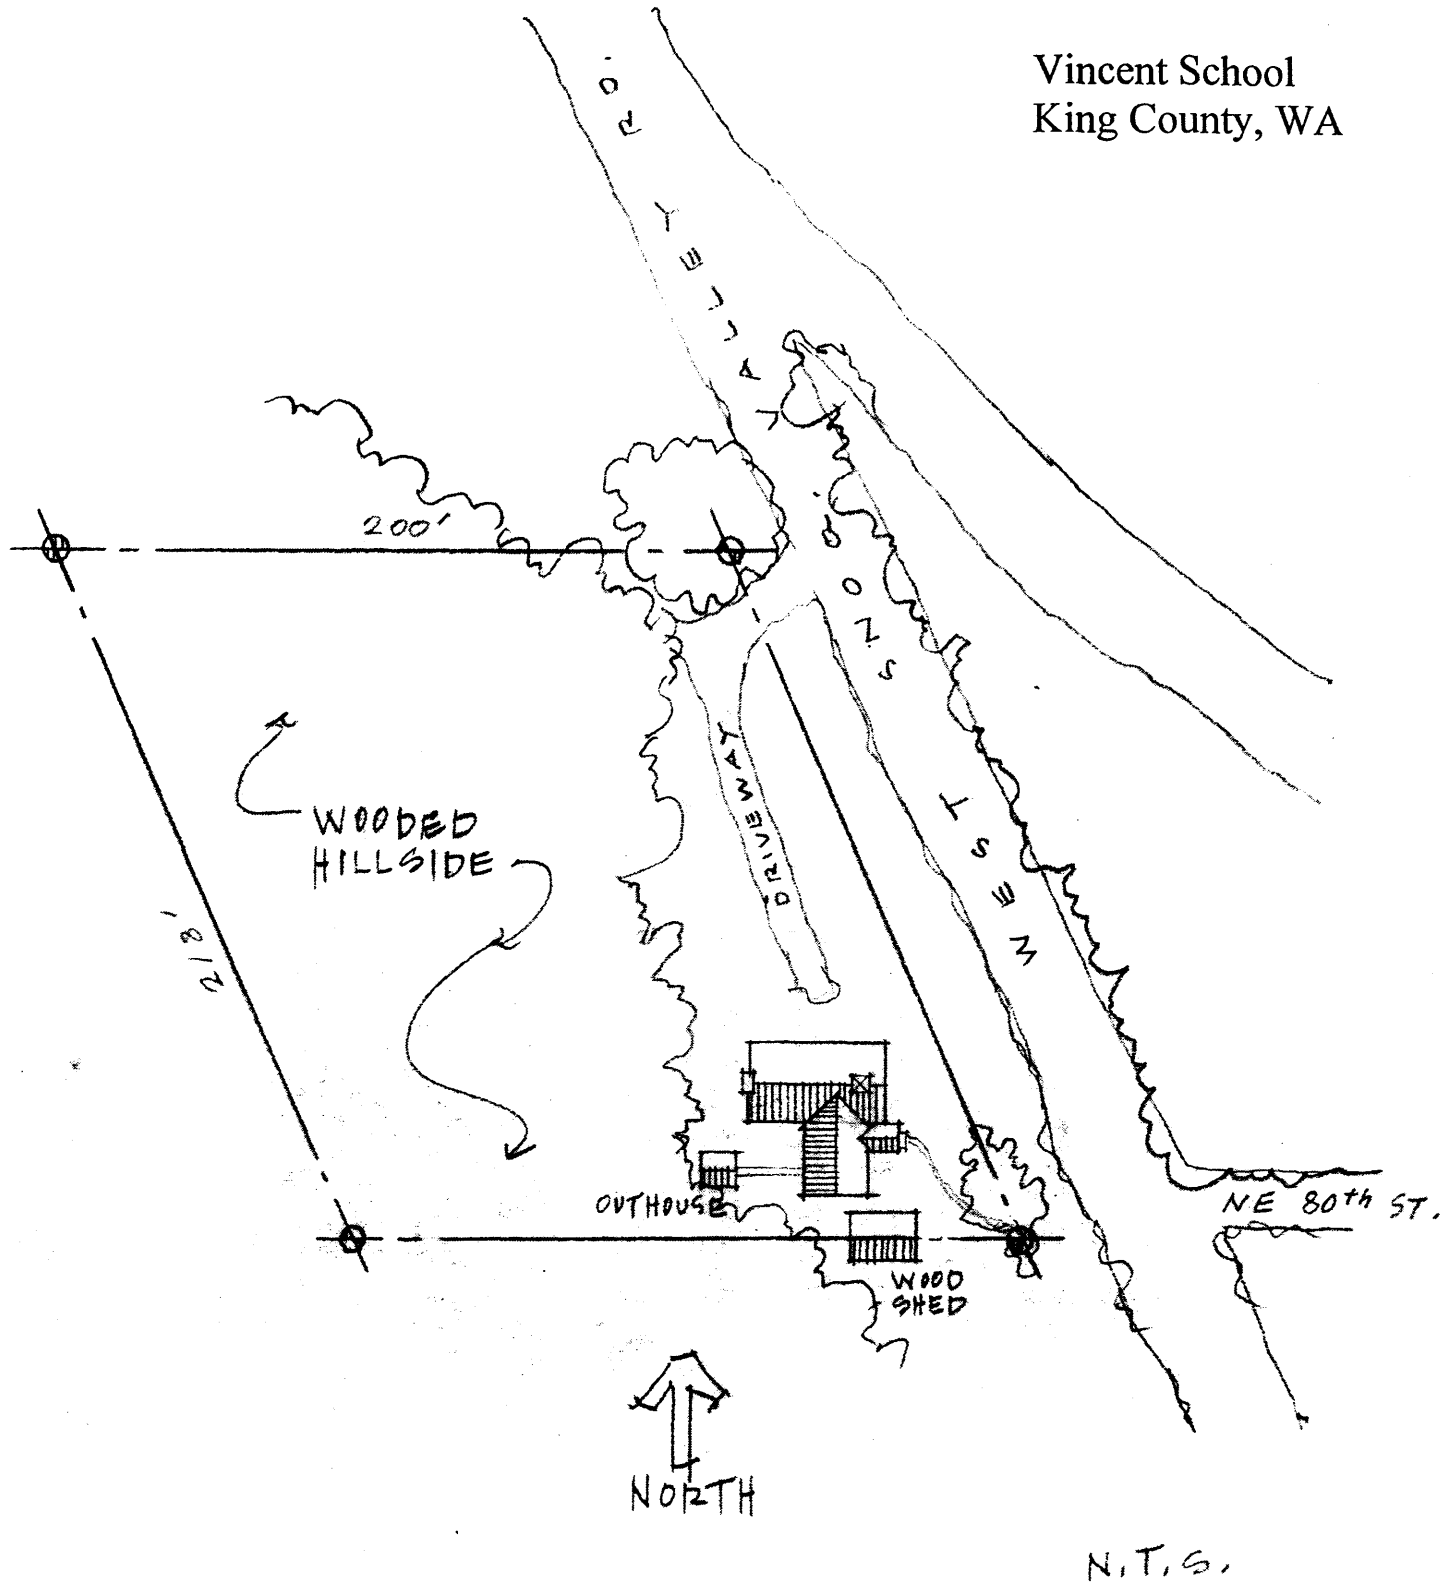 Vincent School
King County, WA
WEST SNO. VALLEY RD.
200'
DRIVEWAY
WOODED
HILLSIDE
218'
OUTHOUSE
NE 80th ST.
WOOD
SHED
NORTH
N.T.S.